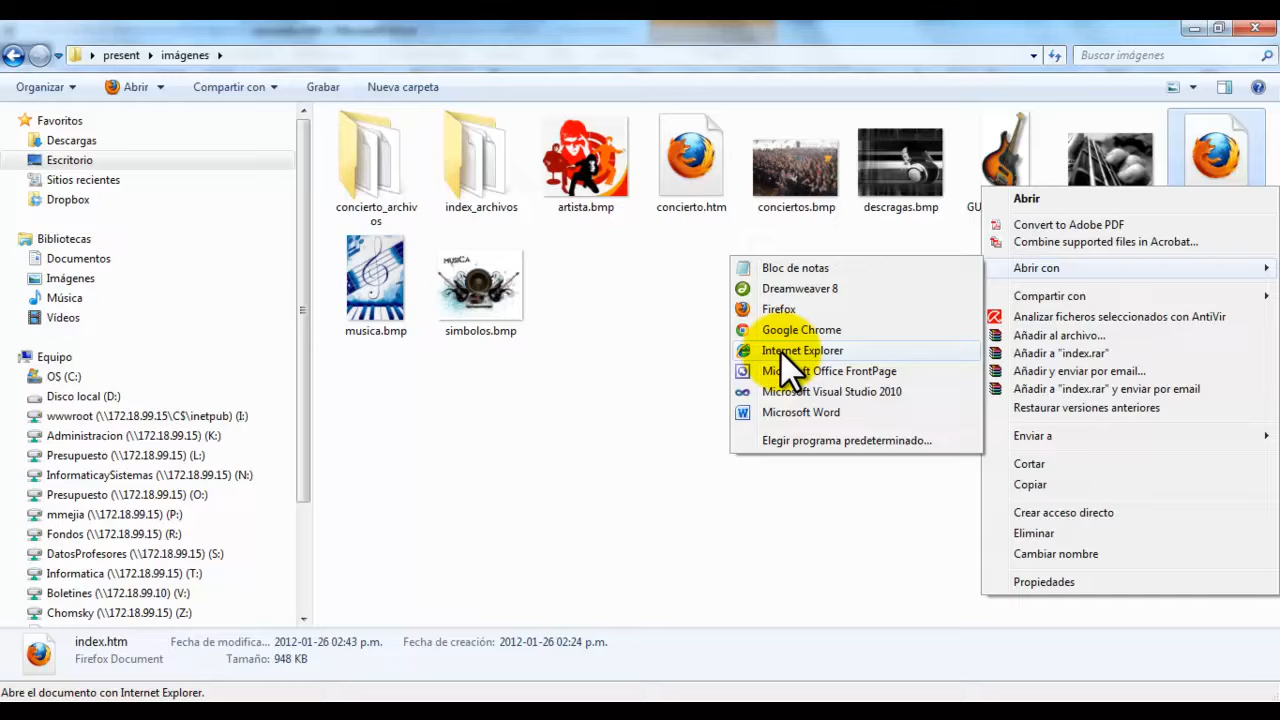 present
imágenes
Buscar imágenes
Organizar
Abrir
Compartir con
Grabar
Nueva carpeta
Favoritos
Descargas
Escritorio
Sitios recientes
Dropbox
Bibliotecas
Documentos
Imágenes
Música
Vídeos
Equipo
OS (C:)
Disco local (D:)
wwwroot (\\172.18.99.15\C$\inetpub) (I:)
Administracion (\\172.18.99.15) (K:)
Presupuesto (\\172.18.99.15) (L:)
InformaticaySistemas (\\172.18.99.15) (N:)
Presupuesto (\\172.18.99.15) (O:)
mmejia (\\172.18.99.15) (P:)
Fondos (\\172.18.99.15) (R:)
DatosProfesores (\\172.18.99.15) (S:)
Informatica (\\172.18.99.15) (T:)
Boletines (\\172.18.99.10) (V:)
Chomsky (\\172.18.99.15) (Z:)
concierto_archiv
os
index_archivos
artista.bmp
concierto.htm
conciertos.bmp
descragas.bmp
GU
MUSICA
musica.bmp
simbolos.bmp
Bloc de notas
Dreamweaver 8
Firefox
Google Chrome
Internet Explorer
Microsoft Office FrontPage
Microsoft Visual Studio 2010
Microsoft Word
Elegir programa predeterminado...
Abrir
Convert to Adobe PDF
Combine supported files in Acrobat...
Abrir con
Compartir con
Analizar ficheros seleccionados con AntiVir
Añadir al archivo...
Añadir a "index.rar"
Añadir y enviar por email...
Añadir a "index.rar" y enviar por email
Restaurar versiones anteriores
Enviar a
Cortar
Copiar
Crear acceso directo
Eliminar
Cambiar nombre
Propiedades
index.htm Fecha de modifica... 2012-01-26 02:43 p.m. Fecha de creación: 2012-01-26 02:24 p.m.
Firefox Document Tamaño: 948 KB
Abre el documento con Internet Explorer.